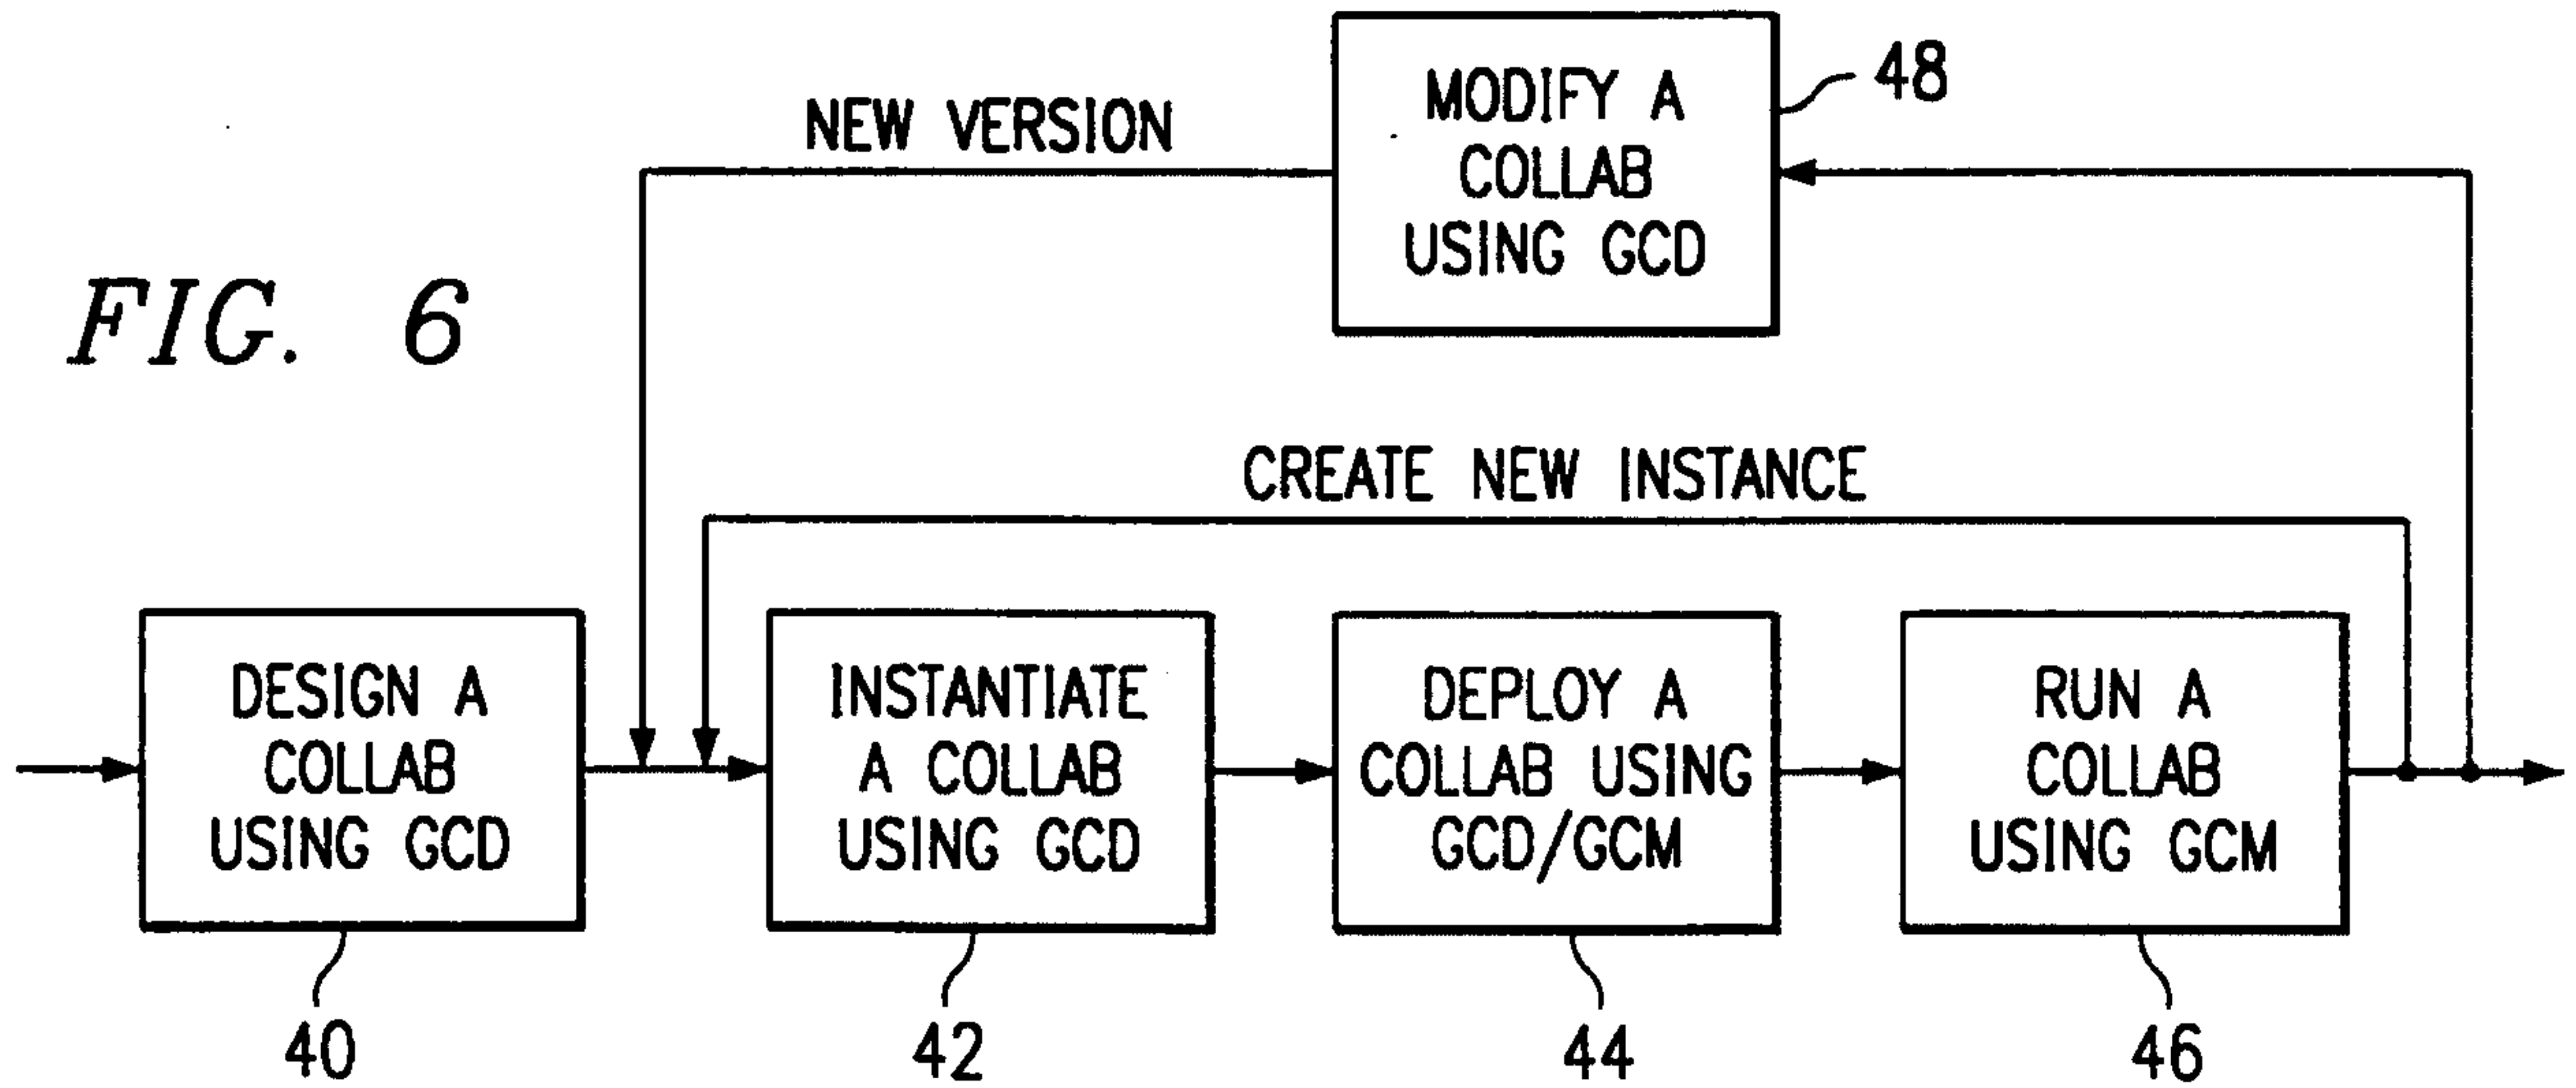 MODIFY A
COLLAB
USING GCD
48
NEW VERSION
FIG. 6
CREATE NEW INSTANCE
DESIGN A
COLLAB
USING GCD
INSTANTIATE
A COLLAB
USING GCD
DEPLOY A
COLLAB USING
GCD/GCM
RUN A
COLLAB
USING GCM
40
42
44
46